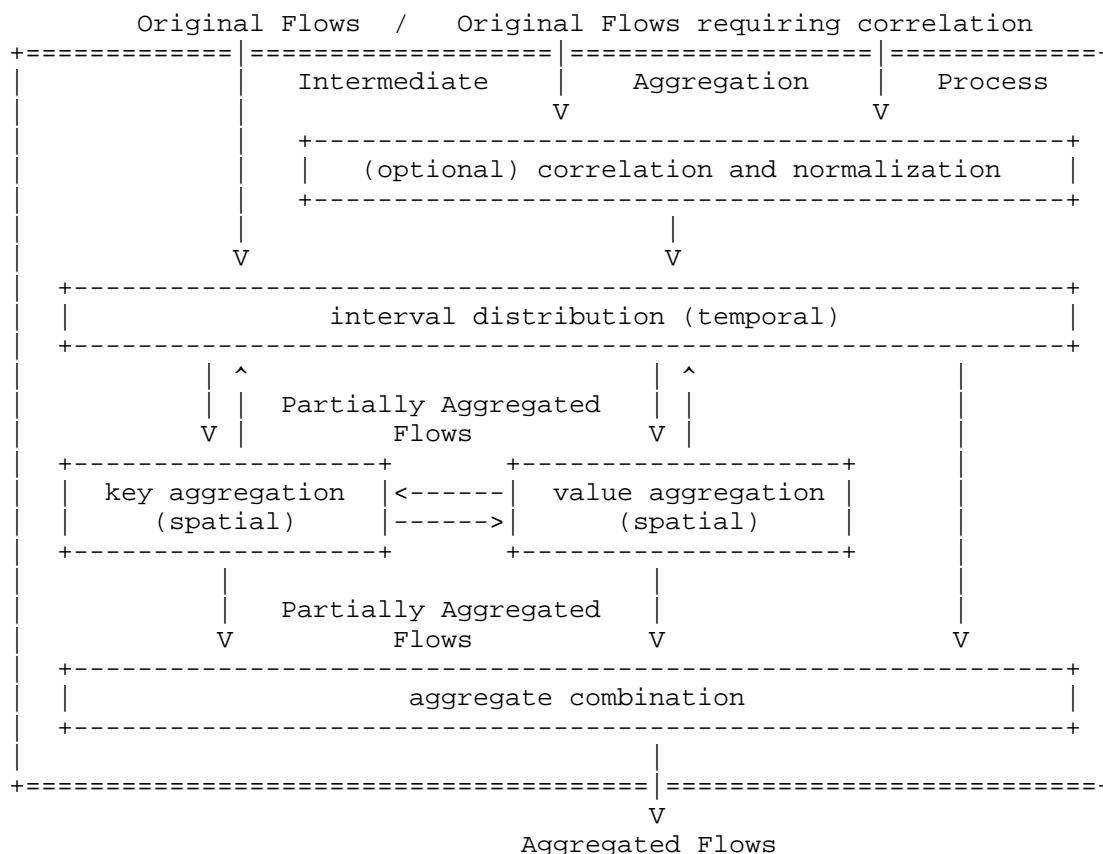 Original Flows / Original Flows requiring correlation
Intermediate Aggregation Process
(optional) correlation and normalization
interval distribution (temporal)
Partially Aggregated
Flows
key aggregation value aggregation
(spatial) (spatial)
Partially Aggregated
Flows
aggregate combination
Aggregated Flows